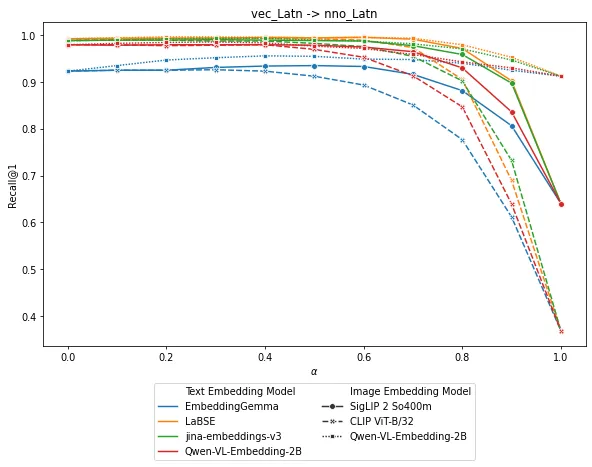 vec_Latn -> nno_Latn
Recall@1
1.0
0.9
0.8
0.7
0.6
0.5
0.4
0.0 0.2 0.4 0.6 0.8 1.0
α
Text Embedding Model Image Embedding Model
EmbeddingGemma SigLIP 2 So400m
LaBSE CLIP ViT-B/32
jina-embeddings-v3 Qwen-VL-Embedding-2B
Qwen-VL-Embedding-2B